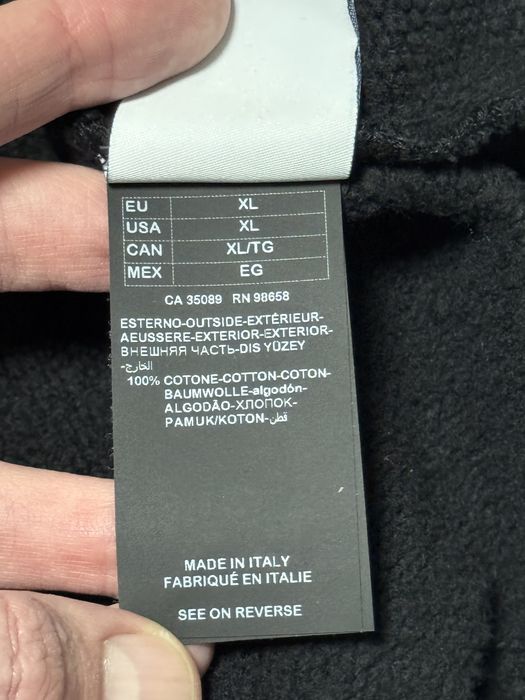 EU XL
USA XL
CAN XL/TG
MEX EG
CA 35089 RN 98658
ESTERNO-OUTSIDE-EXTÉRIEUR-
AEUSSERE-EXTERIOR-EXTERIOR-
ВНЕШНЯЯ ЧАСТЬ-DIS YÜZEY
-الخارج
100% COTONE-COTTON-COTON-
BAUMWOLLE-algodón-
ALGODÃO-ХЛОПОК-
PAMUK/KOTON-قطن
MADE IN ITALY
FABRIQUÉ EN ITALIE
SEE ON REVERSE